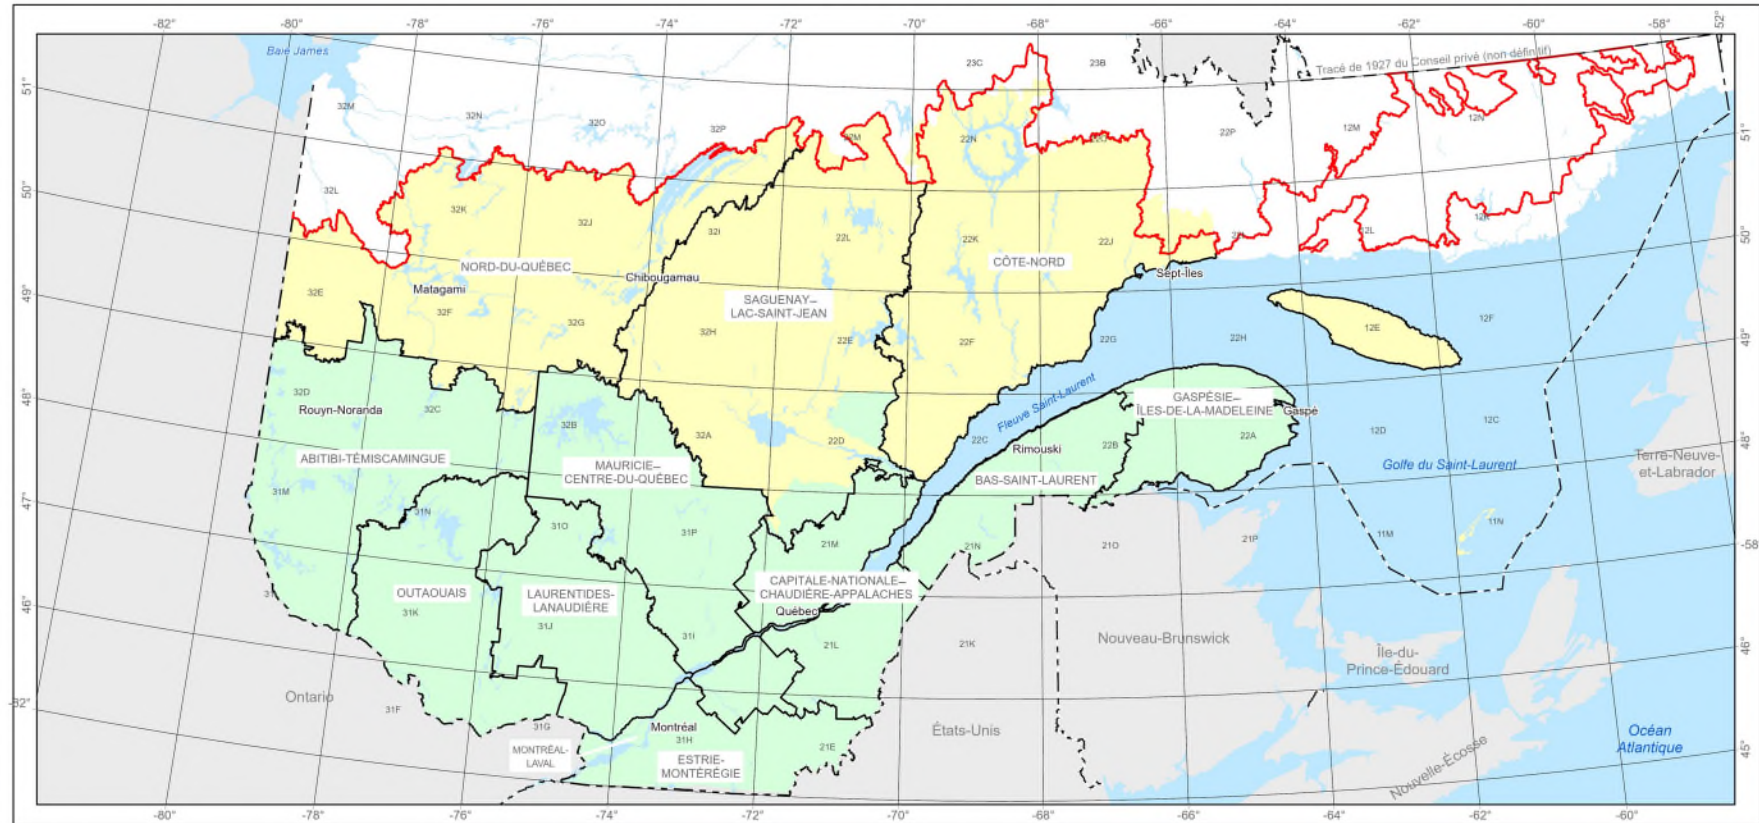 -82°
-80°
-78°
-76°
-74°
-72°
-70°
-68°
-66°
-64°
-62°
-60°
-58°
52°
Baie James
Tracé de 1927 du Conseil privé (non définitif)
23C
23B
51°
32M
32N
32O
32P
22M
22N
22O
22P
12M
12N
51°
50°
32L
32K
32J
32I
22L
22K
22J
12L
12K
50°
NORD-DU-QUÉBEC
Chibougamau
CÔTE-NORD
Sept-Îles
49°
32E
Matagami
32F
32G
SAGUENAY–
LAC-SAINT-JEAN
32H
22E
22F
22G
22H
12E
12F
49°
48°
32D
Rouyn-Noranda
32C
32B
32A
22D
22C
Fleuve Saint-Laurent
Rimouski
22B
GASPÉSIE–
ÎLES-DE-LA-MADELEINE
Gaspé
22A
12D
12C
48°
ABITIBI-TÉMISCAMINGUE
MAURICIE–
CENTRE-DU-QUÉBEC
BAS-SAINT-LAURENT
Golfe du Saint-Laurent
Terre-Neuve-
et-Labrador
47°
31M
31N
31O
31P
21M
21N
21O
21P
11M
11N
-58°
46°
OUTAOUAIS
31K
LAURENTIDES-
LANAUDIÈRE
31J
31I
CAPITALE-NATIONALE–
CHAUDIÈRE-APPALACHES
Québec
21L
21K
Nouveau-Brunswick
Île-du-
Prince-Édouard
46°
-82°
Ontario
31F
31G
MONTRÉAL-
LAVAL
Montréal
31H
ESTRIE-
MONTÉRÉGIE
21E
États-Unis
Nouvelle-Écosse
Océan
Atlantique
45°
-80°
-78°
-76°
-74°
-72°
-70°
-68°
-66°
-64°
-62°
-60°